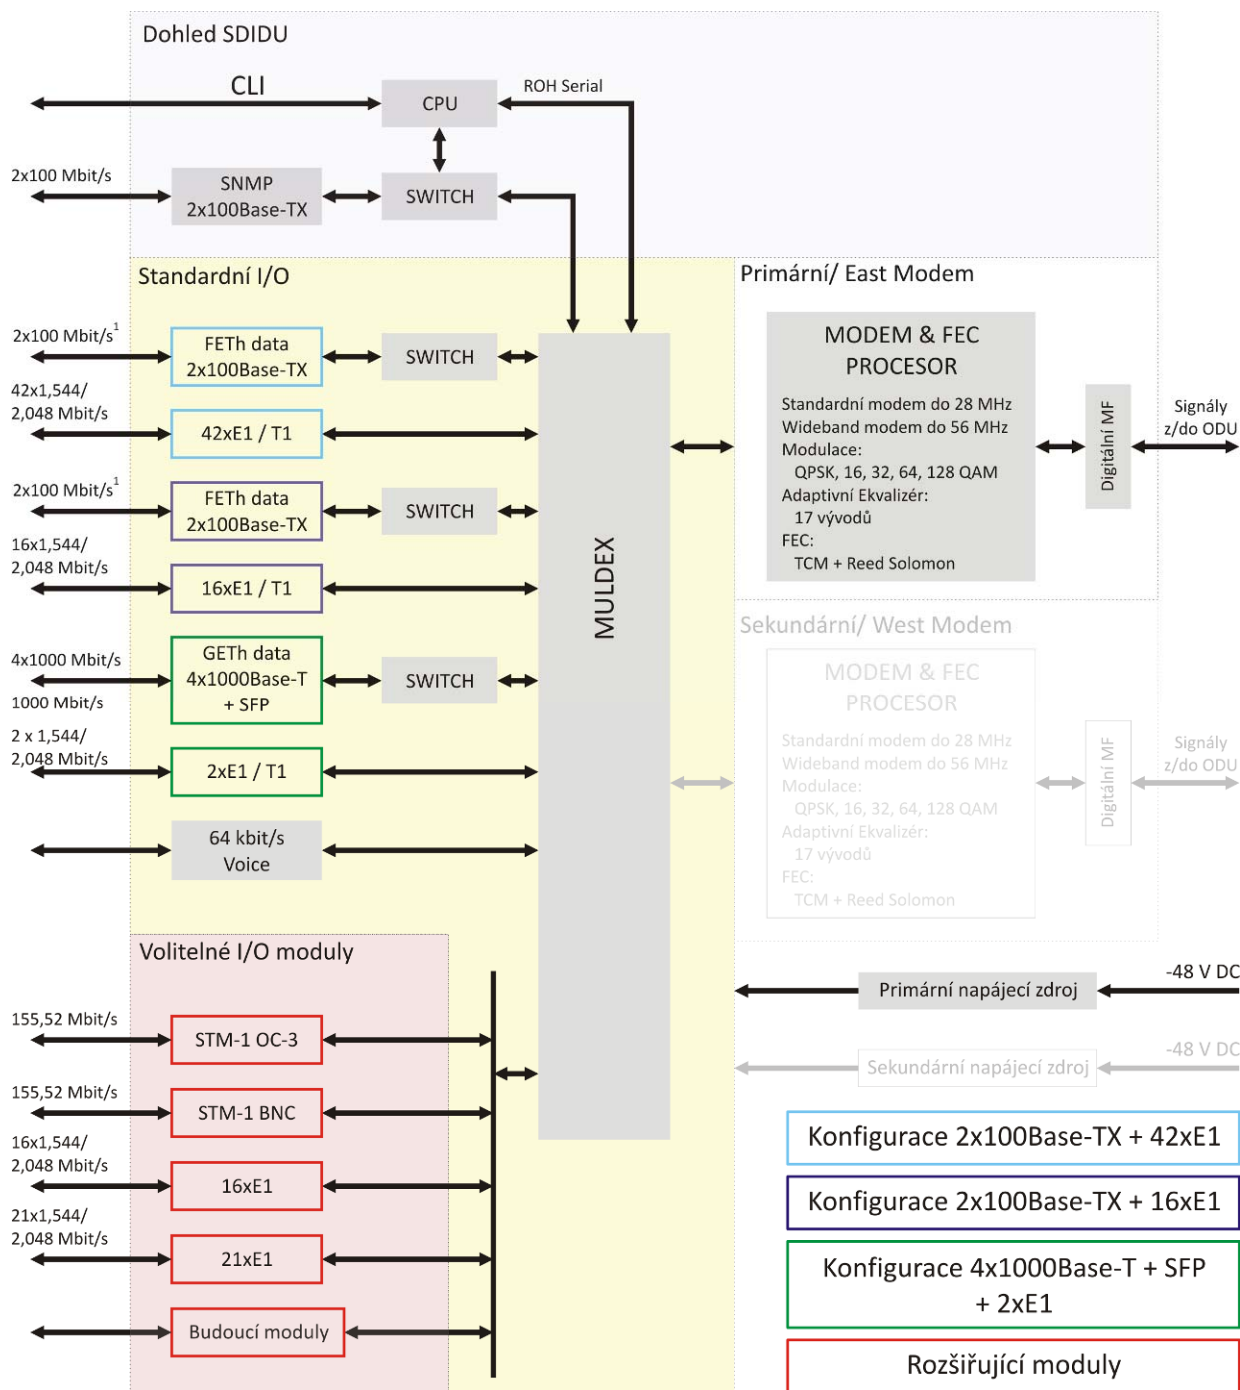 Dohled SDIDU
CLI
CPU
ROH Serial
2x100 Mbit/s
SNMP
2x100Base-TX
SWITCH
Standardní I/O
2x100 Mbit/s¹
FETh data
2x100Base-TX
SWITCH
42x1,544/
2,048 Mbit/s
42xE1 / T1
2x100 Mbit/s¹
FETh data
2x100Base-TX
SWITCH
16x1,544/
2,048 Mbit/s
16xE1 / T1
4x1000 Mbit/s
1000 Mbit/s
GETh data
4x1000Base-T
+ SFP
SWITCH
2 x 1,544/
2,048 Mbit/s
2xE1 / T1
64 kbit/s
Voice
MULDEX
Primární/ East Modem
MODEM & FEC
PROCESOR
Standardní modem do 28 MHz
Wideband modem do 56 MHz
Modulace:
QPSK, 16, 32, 64, 128 QAM
Adaptivní Ekvalizér:
17 vývodů
FEC:
TCM + Reed Solomon
Digitální MF
Signály
z/do ODU
Sekundární/ West Modem
MODEM & FEC
PROCESOR
Standardní modem do 28 MHz
Wideband modem do 56 MHz
Modulace:
QPSK, 16, 32, 64, 128 QAM
Adaptivní Ekvalizér:
17 vývodů
FEC:
TCM + Reed Solomon
Digitální MF
Signály
z/do ODU
Volitelné I/O moduly
155,52 Mbit/s
STM-1 OC-3
155,52 Mbit/s
STM-1 BNC
16x1,544/
2,048 Mbit/s
16xE1
21x1,544/
2,048 Mbit/s
21xE1
Budoucí moduly
Primární napájecí zdroj
-48 V DC
Sekundární napájecí zdroj
-48 V DC
Konfigurace 2x100Base-TX + 42xE1
Konfigurace 2x100Base-TX + 16xE1
Konfigurace 4x1000Base-T + SFP
+ 2xE1
Rozšiřující moduly